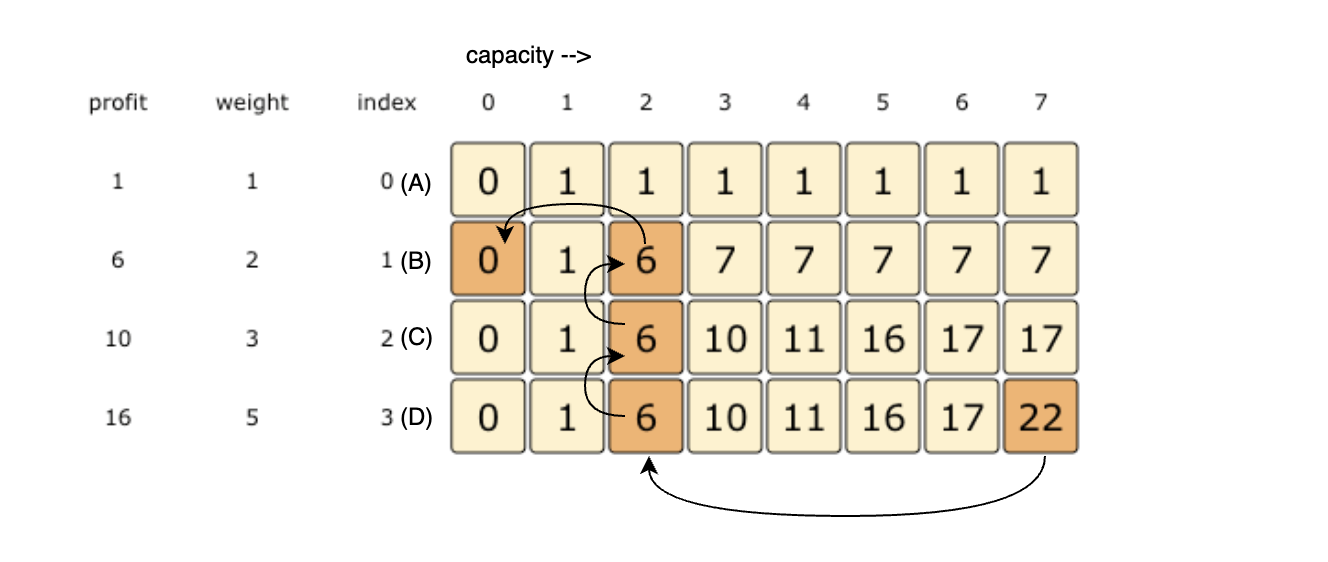 capacity -->
profit weight index 0 1 2 3 4 5 6 7
1 1 0 (A) 0 1 1 1 1 1 1 1
6 2 1 (B) 0 1 6 7 7 7 7 7
10 3 2 (C) 0 1 6 10 11 16 17 17
16 5 3 (D) 0 1 6 10 11 16 17 22